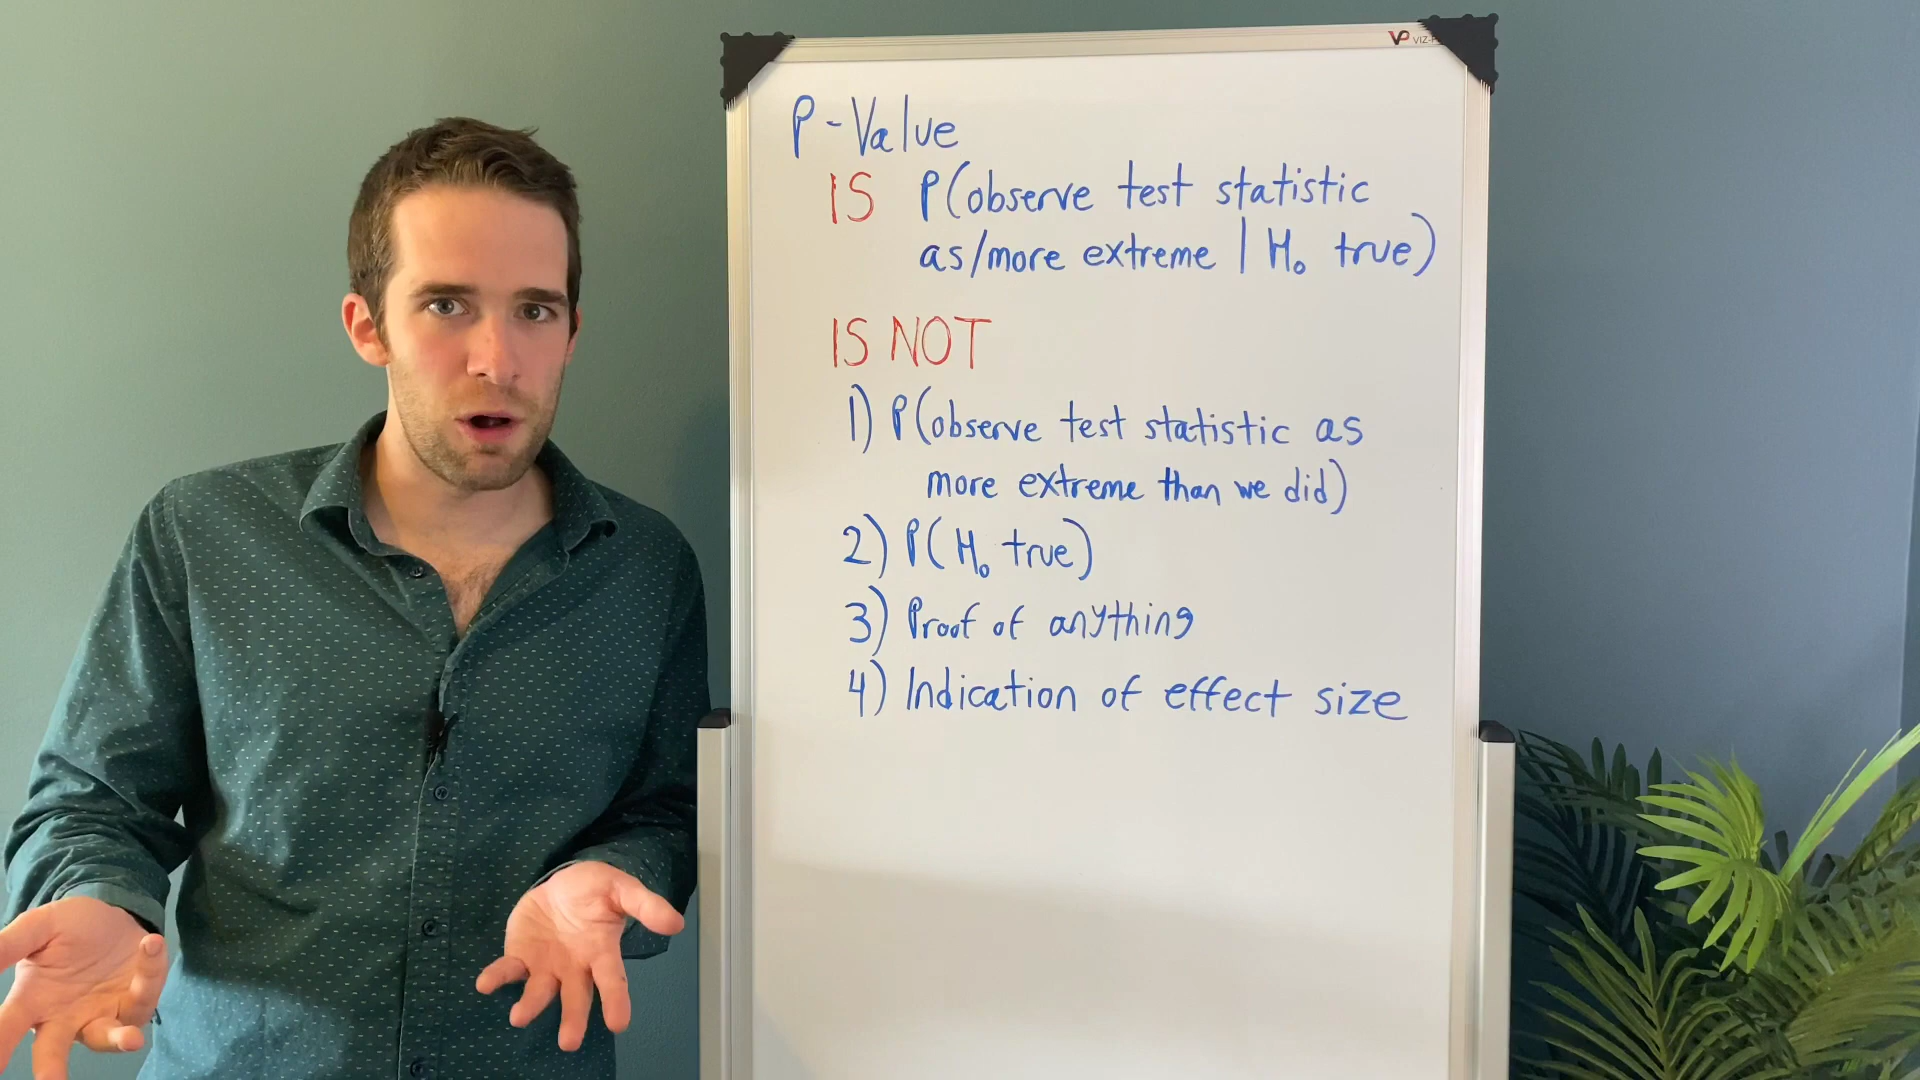 VIZ-
P-Value
IS P(observe test statistic
as/more extreme | H₀ true)
IS NOT
1) P(observe test statistic as
more extreme than we did)
2) P(H₀ true)
3) Proof of anything
4) Indication of effect size